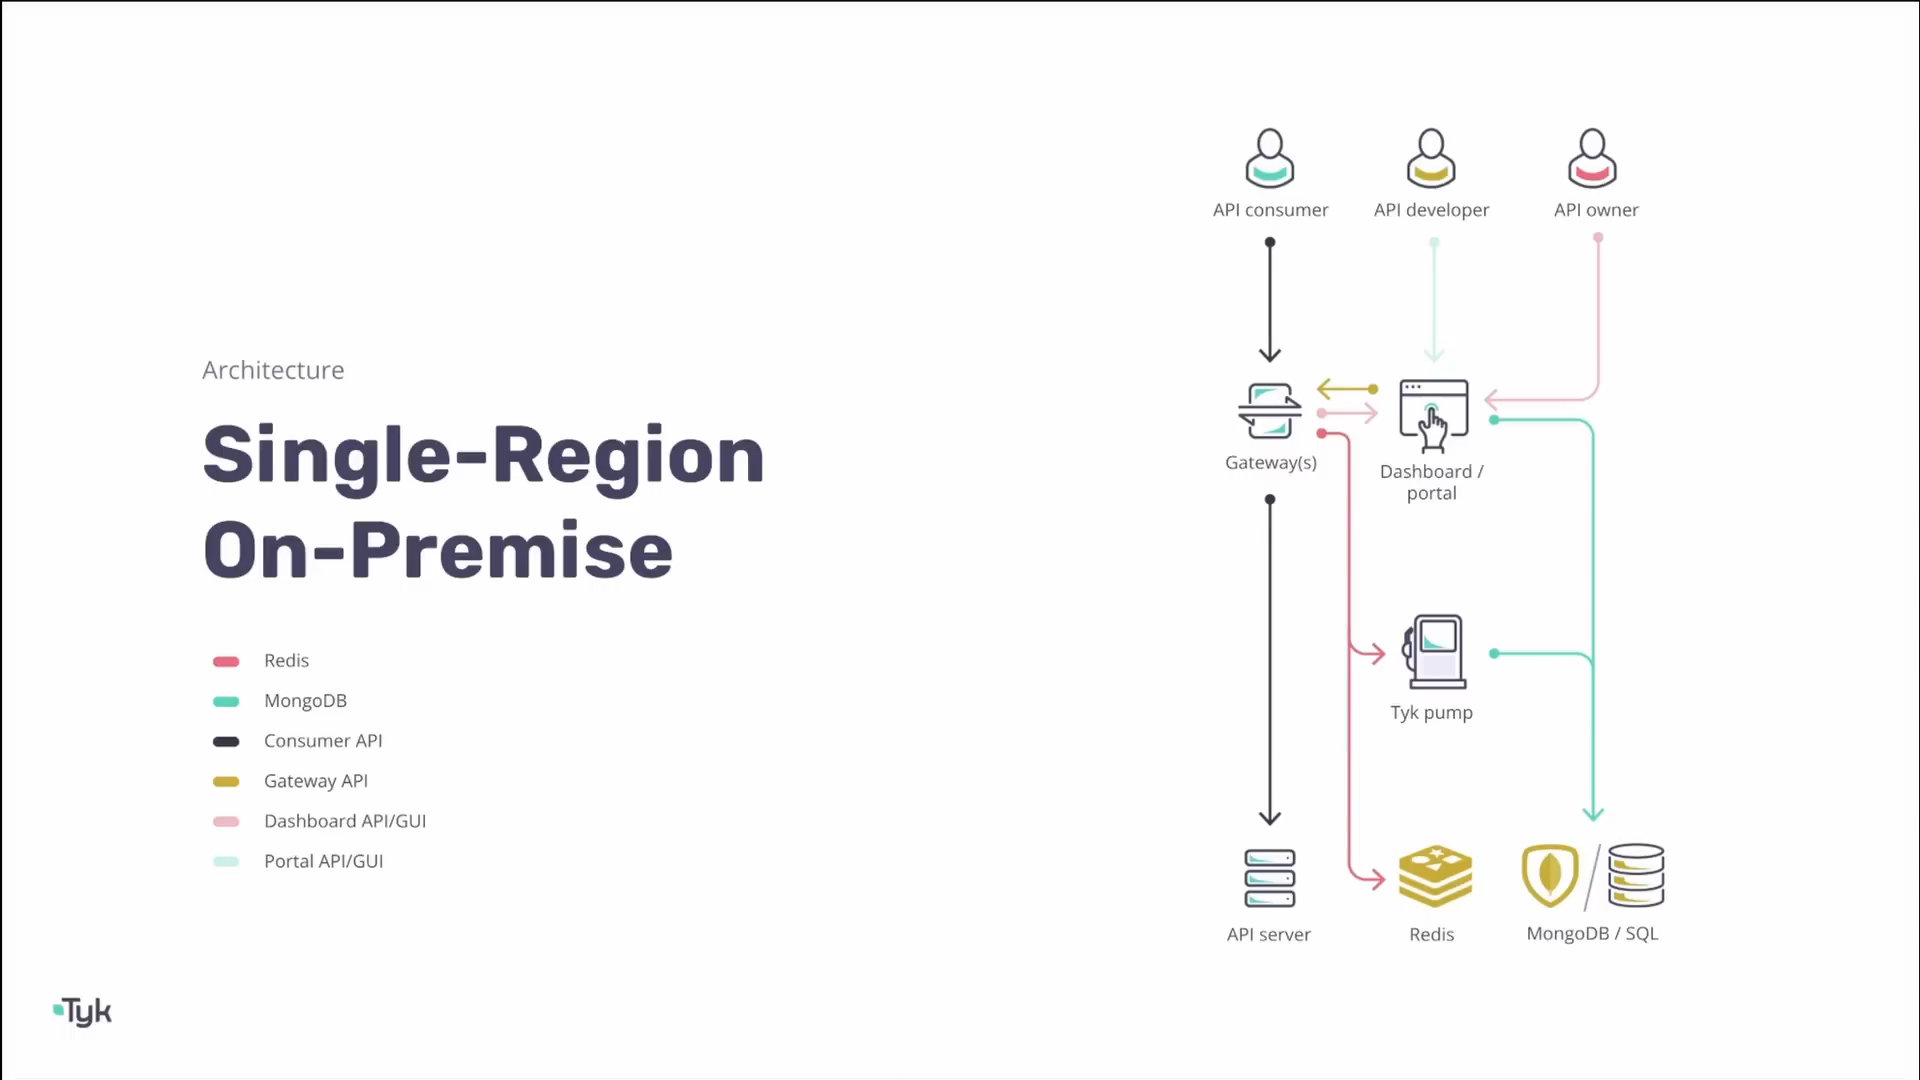 Architecture
Single-Region
On-Premise
Redis
MongoDB
Consumer API
Gateway API
Dashboard API/GUI
Portal API/GUI
Tyk
API consumer
API developer
API owner
Gateway(s)
Dashboard /
portal
Tyk pump
API server
Redis
MongoDB / SQL